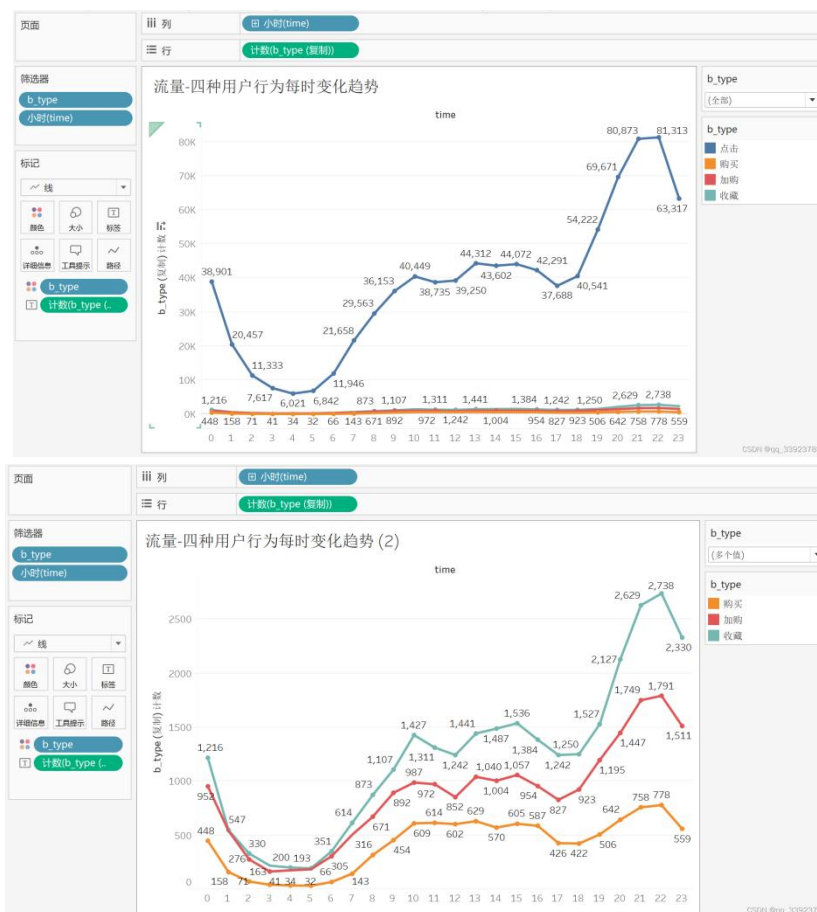 页面
iii 列
小时(time)
行
计数(b_type (复制))
筛选器
b_type
小时(time)
标记
线
颜色
大小
标签
详细信息
工具提示
路径
b_type
计数(b_type (..
流量-四种用户行为每时变化趋势
time
b_type (复制) 计数
80K
70K
60K
50K
40K
30K
20K
10K
0K
38,901
20,457
11,333
7,617
6,021
6,842
11,946
21,658
29,563
36,153
40,449
38,735
39,250
44,312
43,602
44,072
42,291
37,688
40,541
54,222
69,671
80,873
81,313
63,317
1,216
873
1,107
1,311
1,441
1,384
1,242
1,250
2,629
2,738
448 158 71 41 34 32 66 143 671 892 972 1,242 1,004 954 827 923 506 642 758 778 559
0 1 2 3 4 5 6 7 8 9 10 11 12 13 14 15 16 17 18 19 20 21 22 23
b_type
(全部)
b_type
点击
购买
加购
收藏
页面
iii 列
小时(time)
行
计数(b_type (复制))
筛选器
b_type
小时(time)
标记
线
颜色
大小
标签
详细信息
工具提示
路径
b_type
计数(b_type (..
流量-四种用户行为每时变化趋势 (2)
time
b_type (复制) 计数
2500
2000
1500
1000
500
0
1,216
547
330
200
193
351
614
873
1,107
1,427
1,311
1,242
1,441
1,487
1,536
1,384
1,242
1,250
1,527
2,127
2,629
2,738
2,330
952
276
163
305
671
892
987
972
852
1,040
1,004
1,057
954
827
923
1,195
1,447
1,749
1,791
1,511
448
158
71
41
34
32
66
143
316
454
609
614
602
629
570
605
587
426
422
506
642
758
778
559
0 1 2 3 4 5 6 7 8 9 10 11 12 13 14 15 16 17 18 19 20 21 22 23
b_type
(多个值)
b_type
购买
加购
收藏